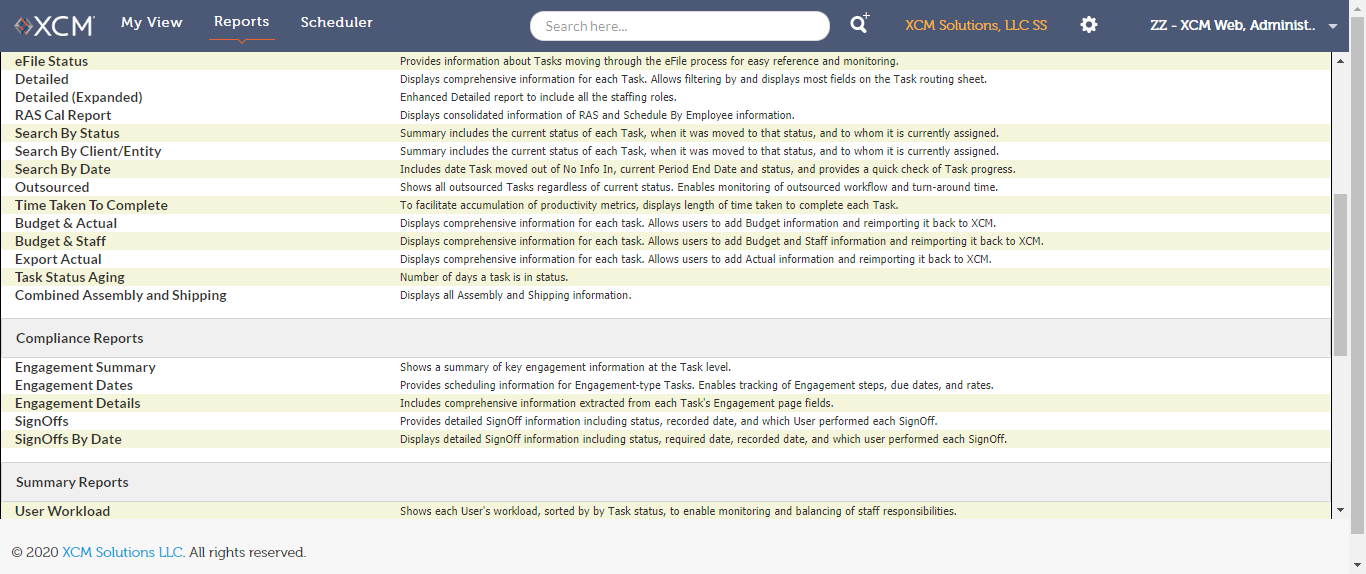 XCM My View Reports Scheduler Search here... XCM Solutions, LLC SS ZZ - XCM Web, Administ..
eFile Status Provides information about Tasks moving through the eFile process for easy reference and monitoring.
Detailed Displays comprehensive information for each Task. Allows filtering by and displays most fields on the Task routing sheet.
Detailed (Expanded) Enhanced Detailed report to include all the staffing roles.
RAS Cal Report Displays consolidated information of RAS and Schedule By Employee information.
Search By Status Summary includes the current status of each Task, when it was moved to that status, and to whom it is currently assigned.
Search By Client/Entity Summary includes the current status of each Task, when it was moved to that status, and to whom it is currently assigned.
Search By Date Includes date Task moved out of No Info In, current Period End Date and status, and provides a quick check of Task progress.
Outsourced Shows all outsourced Tasks regardless of current status. Enables monitoring of outsourced workflow and turn-around time.
Time Taken To Complete To facilitate accumulation of productivity metrics, displays length of time taken to complete each Task.
Budget & Actual Displays comprehensive information for each task. Allows users to add Budget information and reimporting it back to XCM.
Budget & Staff Displays comprehensive information for each task. Allows users to add Budget and Staff information and reimporting it back to XCM.
Export Actual Displays comprehensive information for each task. Allows users to add Actual information and reimporting it back to XCM.
Task Status Aging Number of days a task is in status.
Combined Assembly and Shipping Displays all Assembly and Shipping information.
Compliance Reports
Engagement Summary Shows a summary of key engagement information at the Task level.
Engagement Dates Provides scheduling information for Engagement-type Tasks. Enables tracking of Engagement steps, due dates, and rates.
Engagement Details Includes comprehensive information extracted from each Task's Engagement page fields.
SignOffs Provides detailed SignOff information including status, recorded date, and which User performed each SignOff.
SignOffs By Date Displays detailed SignOff information including status, required date, recorded date, and which user performed each SignOff.
Summary Reports
User Workload Shows each User's workload, sorted by by Task status, to enable monitoring and balancing of staff responsibilities.
© 2020 XCM Solutions LLC. All rights reserved.